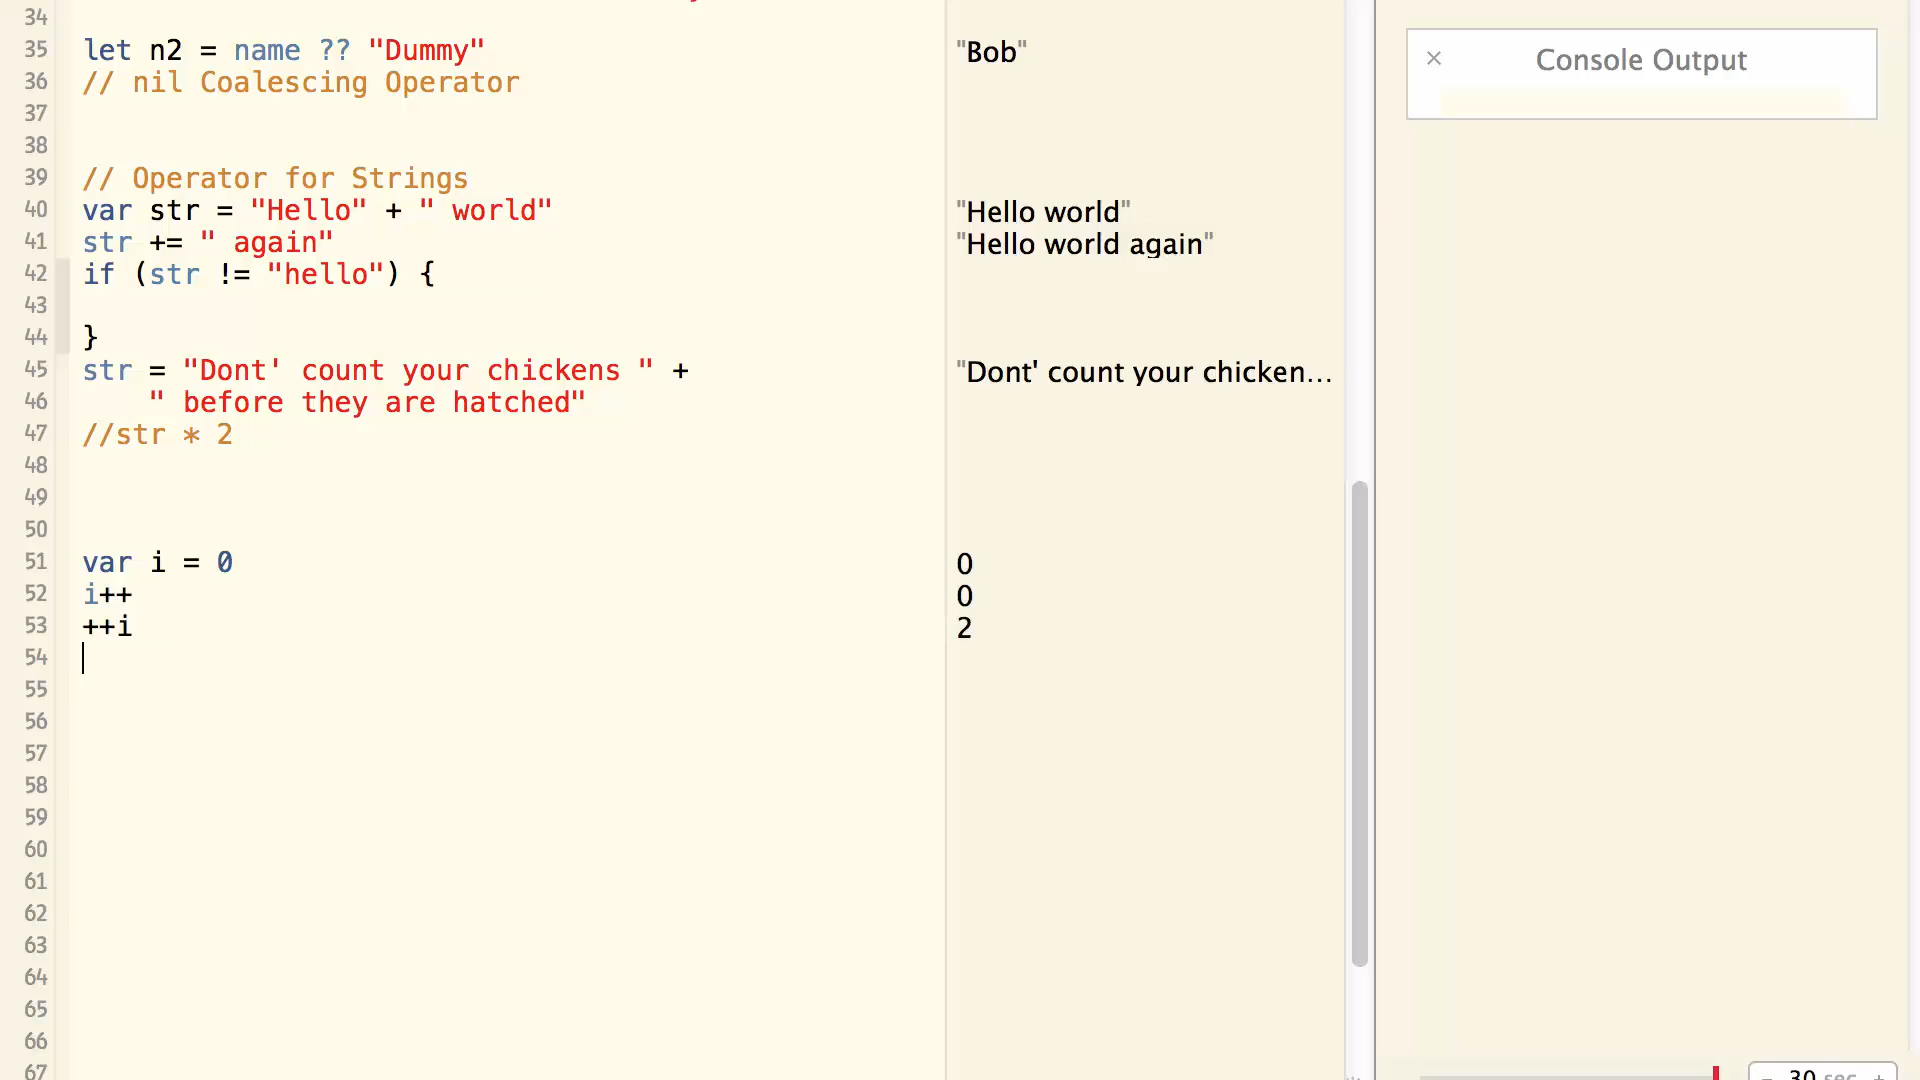 34
35 let n2 = name ?? "Dummy" "Bob"
36 // nil Coalescing Operator
37
38
39 // Operator for Strings
40 var str = "Hello" + " world" "Hello world"
41 str += " again" "Hello world again"
42 if (str != "hello") {
43
44 }
45 str = "Dont' count your chickens " + "Dont' count your chicken...
46 " before they are hatched"
47 //str * 2
48
49
50
51 var i = 0 0
52 i++ 0
53 ++i 2
54
55
56
57
58
59
60
61
62
63
64
65
66
67
Console Output
- 30 sec +